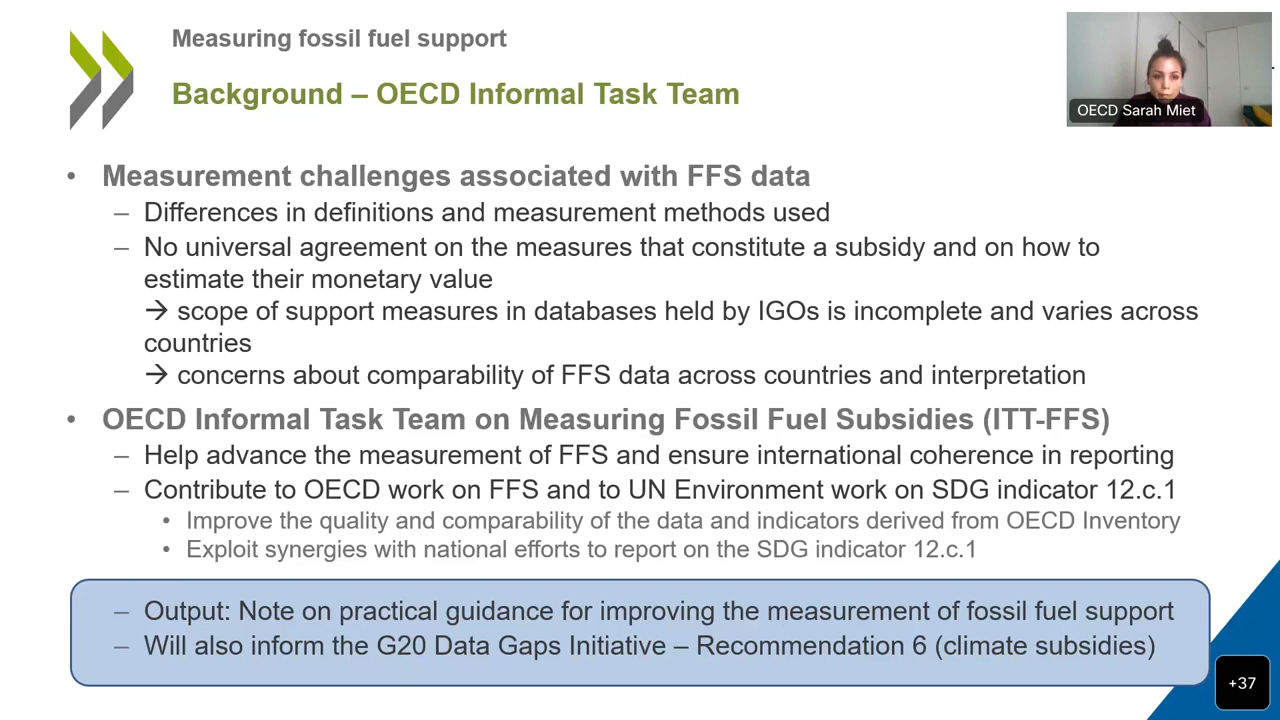 Measuring fossil fuel support
Background – OECD Informal Task Team
OECD Sarah Miet
• Measurement challenges associated with FFS data
– Differences in definitions and measurement methods used
– No universal agreement on the measures that constitute a subsidy and on how to
estimate their monetary value
→ scope of support measures in databases held by IGOs is incomplete and varies across
countries
→ concerns about comparability of FFS data across countries and interpretation
• OECD Informal Task Team on Measuring Fossil Fuel Subsidies (ITT-FFS)
– Help advance the measurement of FFS and ensure international coherence in reporting
– Contribute to OECD work on FFS and to UN Environment work on SDG indicator 12.c.1
• Improve the quality and comparability of the data and indicators derived from OECD Inventory
• Exploit synergies with national efforts to report on the SDG indicator 12.c.1
– Output: Note on practical guidance for improving the measurement of fossil fuel support
– Will also inform the G20 Data Gaps Initiative – Recommendation 6 (climate subsidies)
+37